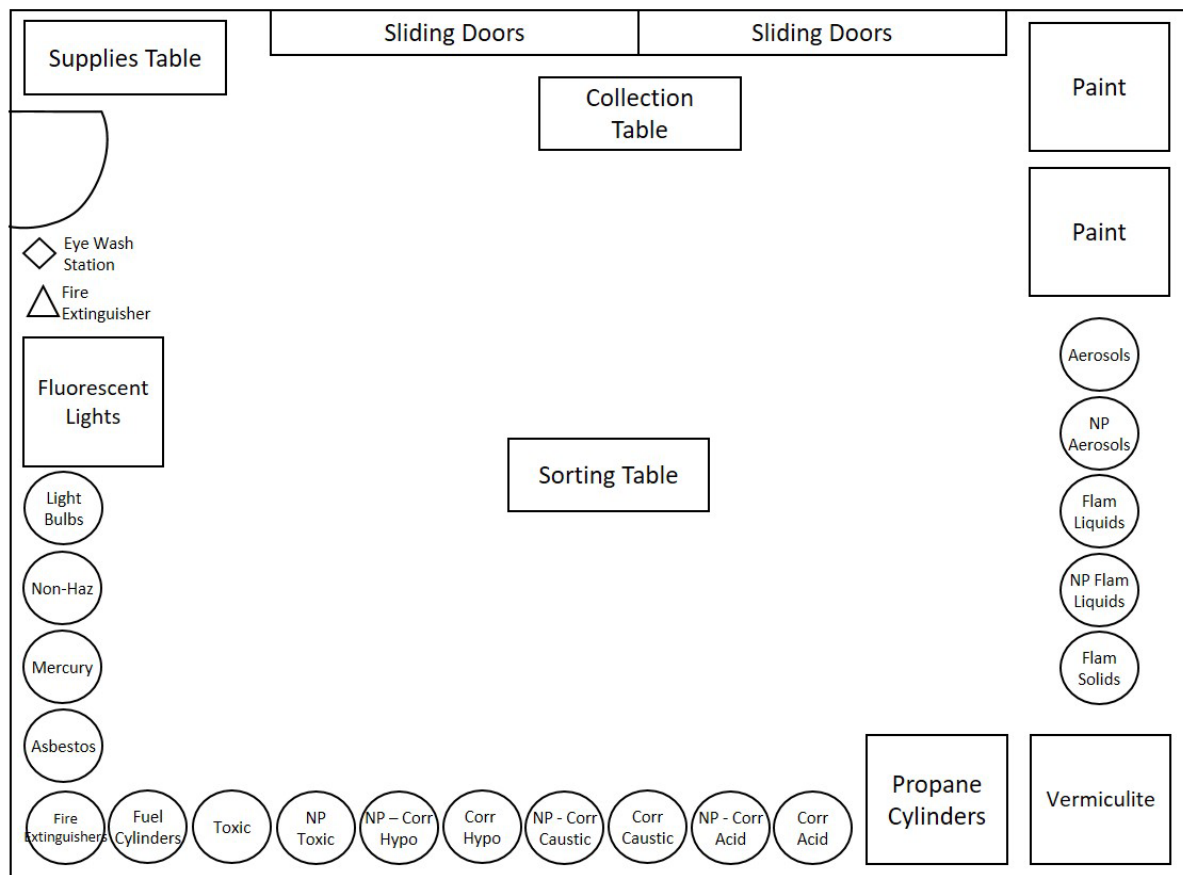 Sliding Doors
Sliding Doors
Supplies Table
Collection
Table
Paint
Paint
Eye Wash
Station
Fire
Extinguisher
Fluorescent
Lights
Light
Bulbs
Non-Haz
Mercury
Asbestos
Sorting Table
Aerosols
NP
Aerosols
Flam
Liquids
NP Flam
Liquids
Flam
Solids
Fire
Extinguishers
Fuel
Cylinders
Toxic
NP
Toxic
NP – Corr
Hypo
Corr
Hypo
NP - Corr
Caustic
Corr
Caustic
NP - Corr
Acid
Corr
Acid
Propane
Cylinders
Vermiculite